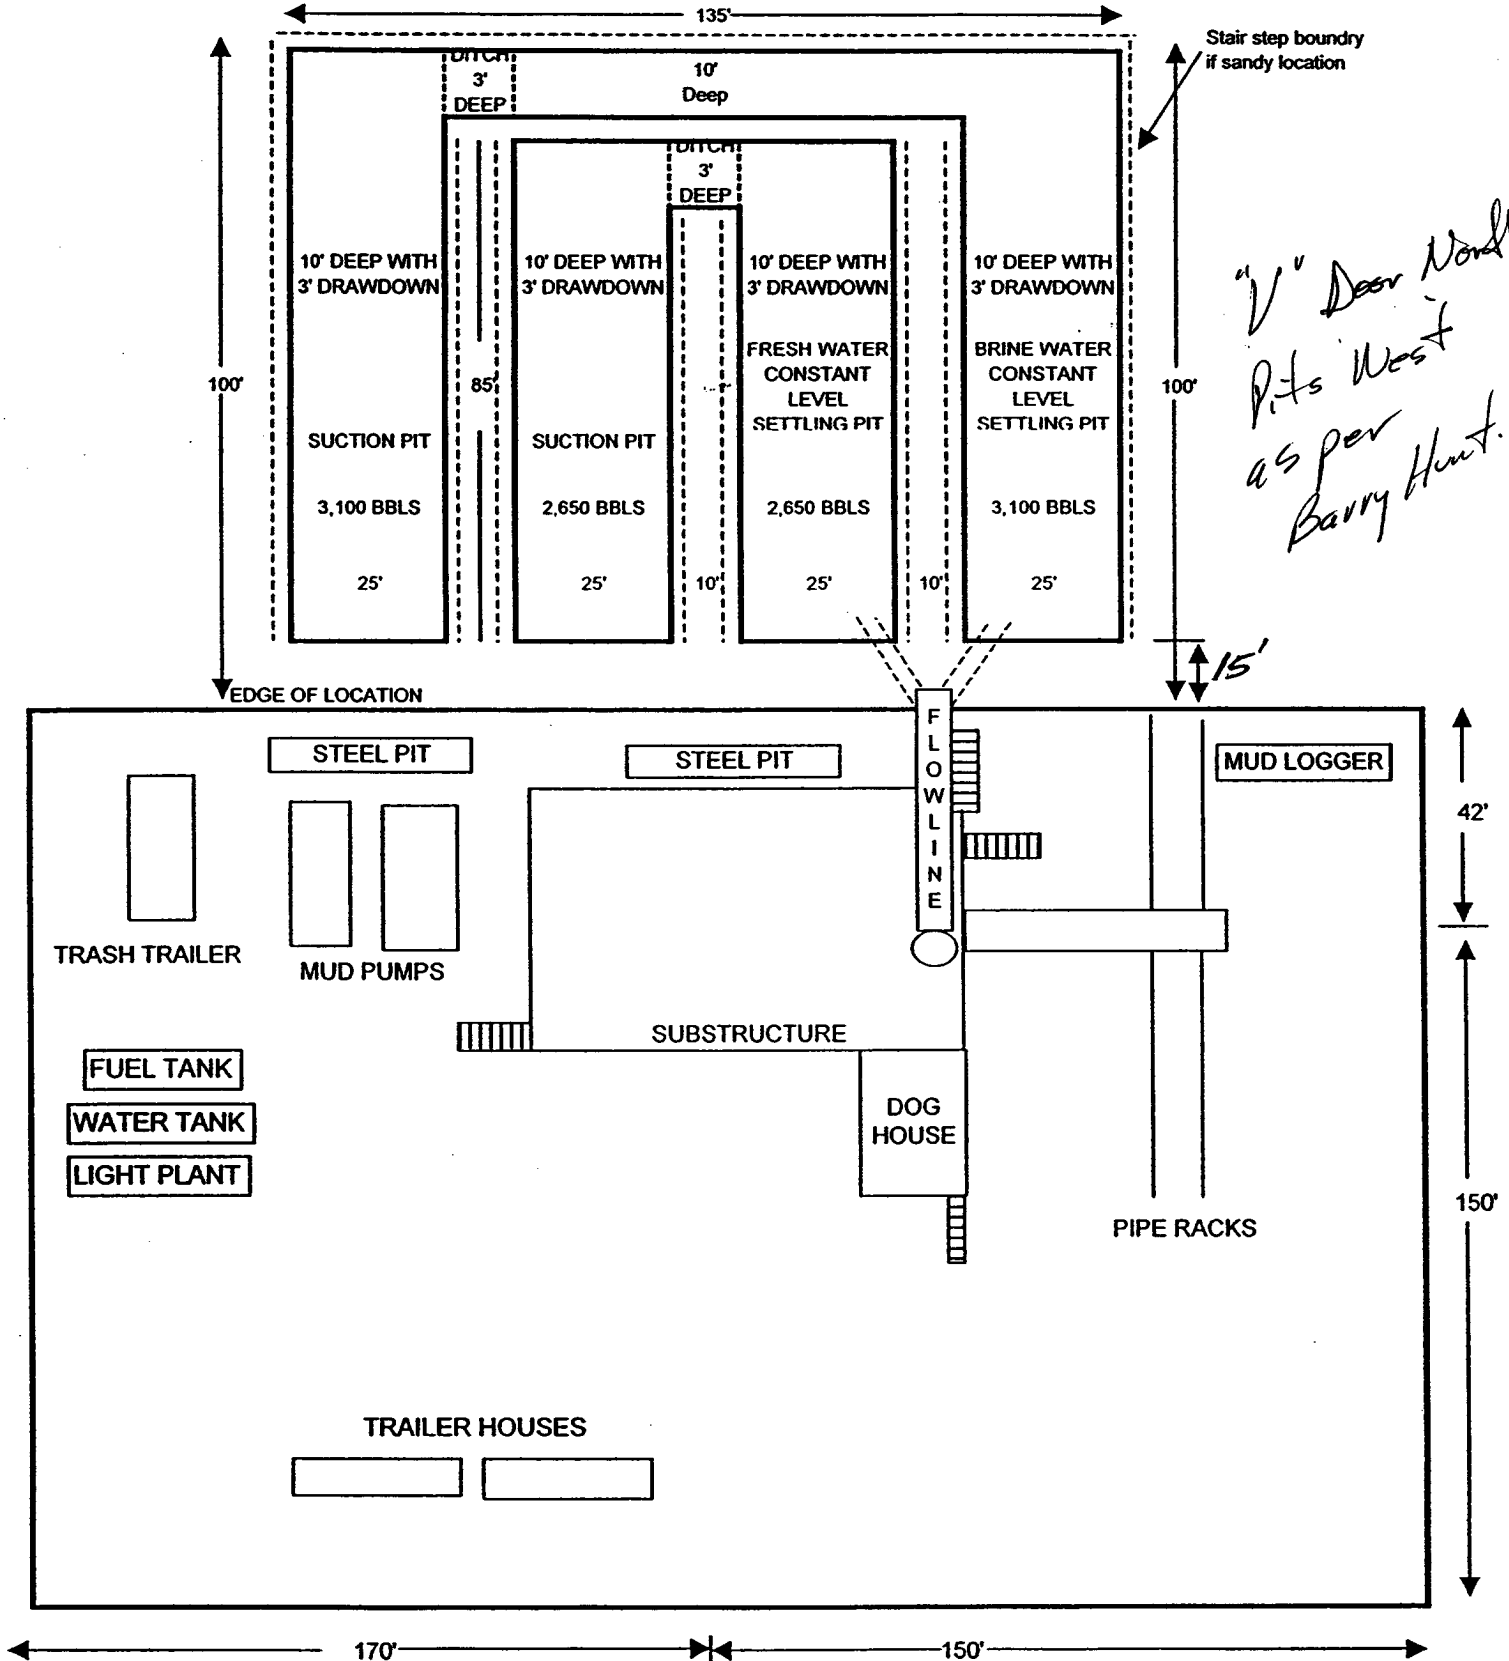 135'
Stair step boundry
if sandy location
DITCH
3'
DEEP
10'
Deep
DITCH
3'
DEEP
10' DEEP WITH
3' DRAWDOWN
10' DEEP WITH
3' DRAWDOWN
10' DEEP WITH
3' DRAWDOWN
10' DEEP WITH
3' DRAWDOWN
"V" Door
Pits West
as per
Barry Hunt.
FRESH WATER
CONSTANT
LEVEL
SETTLING PIT
BRINE WATER
CONSTANT
LEVEL
SETTLING PIT
100'
85'
100'
SUCTION PIT
SUCTION PIT
3,100 BBLS
2,650 BBLS
2,650 BBLS
3,100 BBLS
25'
25'
10'
25'
10'
25'
15'
EDGE OF LOCATION
STEEL PIT
STEEL PIT
FLOWLINE
MUD LOGGER
42'
TRASH TRAILER
MUD PUMPS
SUBSTRUCTURE
FUEL TANK
WATER TANK
LIGHT PLANT
DOG
HOUSE
150'
PIPE RACKS
TRAILER HOUSES
170'
150'